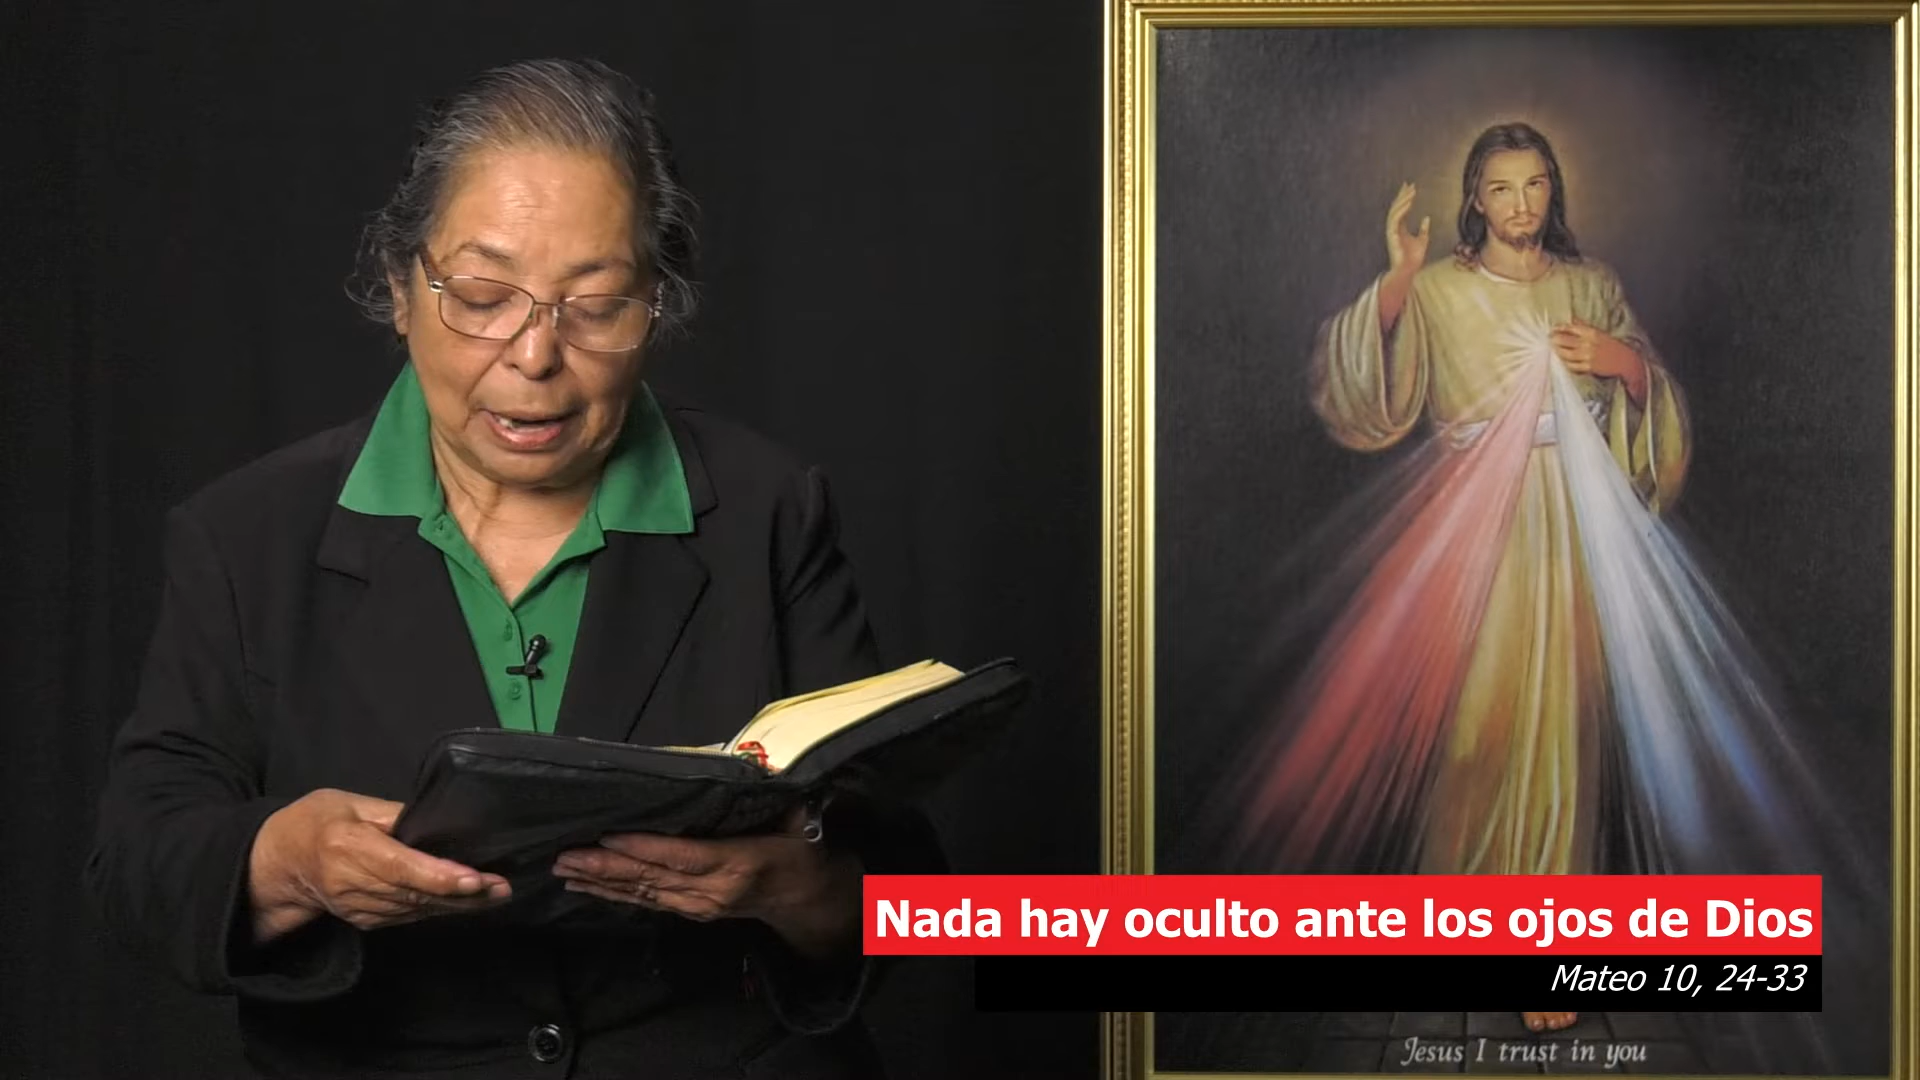 Nada hay oculto ante los ojos de Dios
Mateo 10, 24-33
Jesus I trust in you